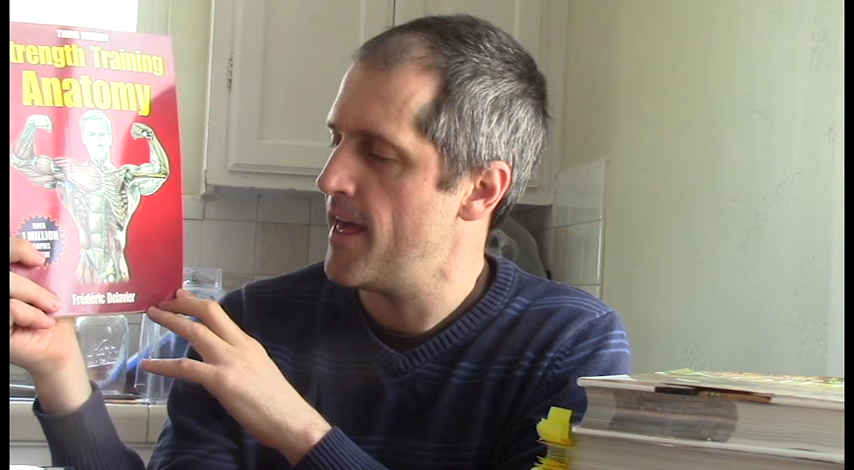 THIRD EDITION
trength Training
Anatomy
OVER
1 MILLION
COPIES
Frédéric Delavier